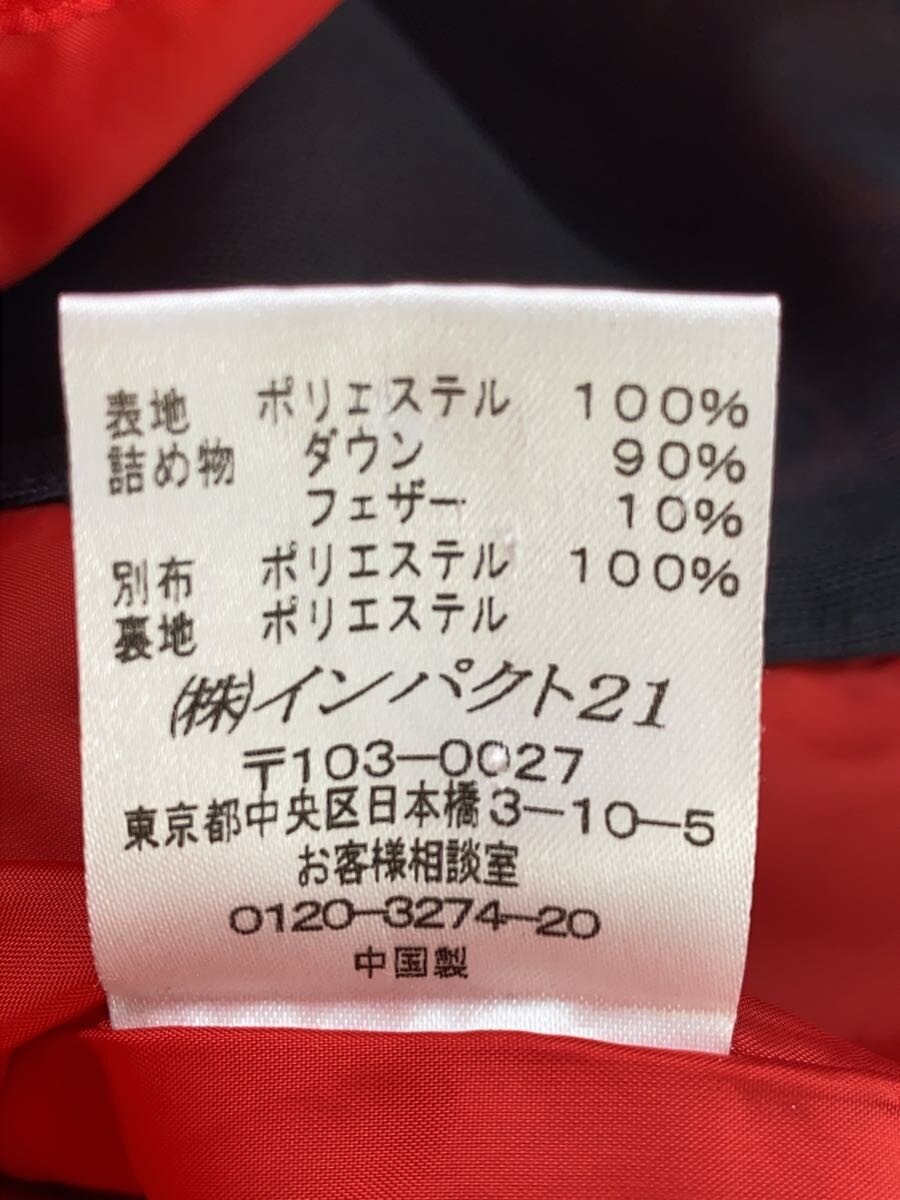 表地 ポリエステル 100%
詰め物 ダウン 90%
フェザー 10%
別布 ポリエステル 100%
裏地 ポリエステル
㈱インパクト21
〒103-0027
東京都中央区日本橋3-10-5
お客様相談室
0120-3274-20
中国製